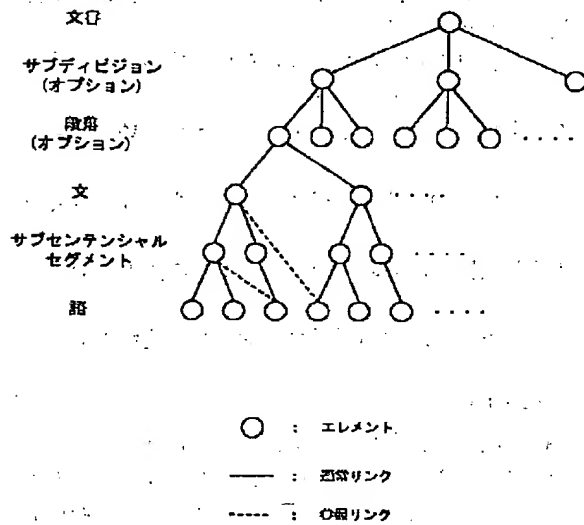 文書
サブディビジョン
(オプション)
段落
(オプション)
文
サブセンテンシャル
セグメント
語
○ : エレメント
—— : 通常リンク
------ : 参照リンク